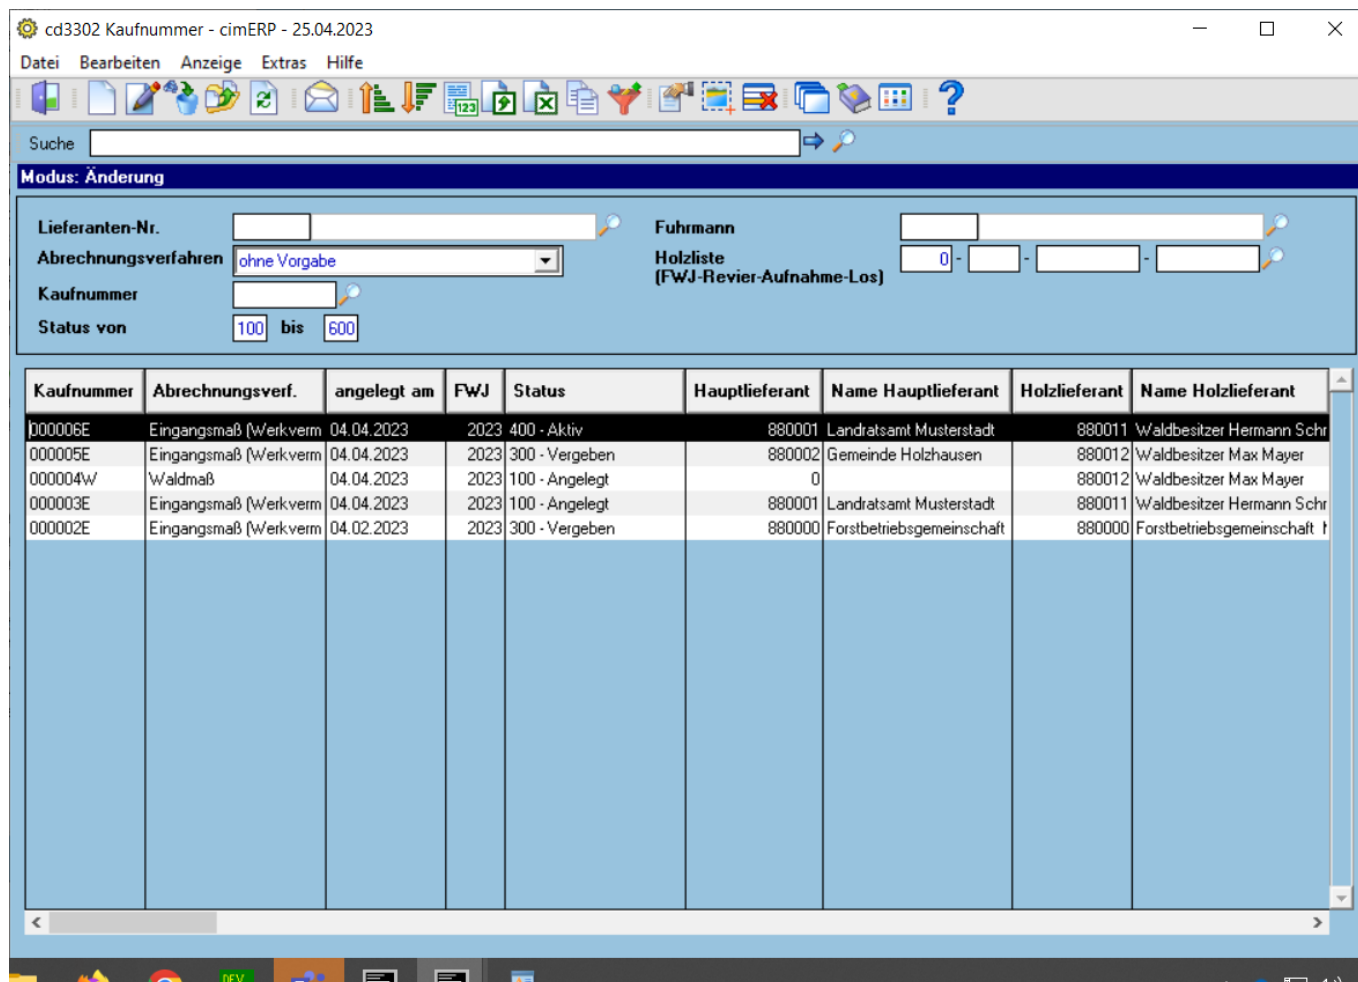 cd3302 Kaufnummer - cimERP - 25.04.2023
Datei Bearbeiten Anzeige Extras Hilfe
123
Suche
Modus: Änderung
Lieferanten-Nr. Fuhrmann
Abrechnungsverfahren ohne Vorgabe Holzliste 0 - - -
(FWJ-Revier-Aufnahme-Los)
Kaufnummer
Status von 100 bis 600
Kaufnummer Abrechnungsverf. angelegt am FWJ Status Hauptlieferant Name Hauptlieferant Holzlieferant Name Holzlieferant
000006E Eingangsmaß (Werkverm 04.04.2023 2023 400 - Aktiv 880001 Landratsamt Musterstadt 880011 Waldbesitzer Hermann Schr
000005E Eingangsmaß (Werkverm 04.04.2023 2023 300 - Vergeben 880002 Gemeinde Holzhausen 880012 Waldbesitzer Max Mayer
000004W Waldmaß 04.04.2023 2023 100 - Angelegt 0 880012 Waldbesitzer Max Mayer
000003E Eingangsmaß (Werkverm 04.04.2023 2023 100 - Angelegt 880001 Landratsamt Musterstadt 880011 Waldbesitzer Hermann Schr
000002E Eingangsmaß (Werkverm 04.02.2023 2023 300 - Vergeben 880000 Forstbetriebsgemeinschaft 880000 Forstbetriebsgemeinschaft
DEV